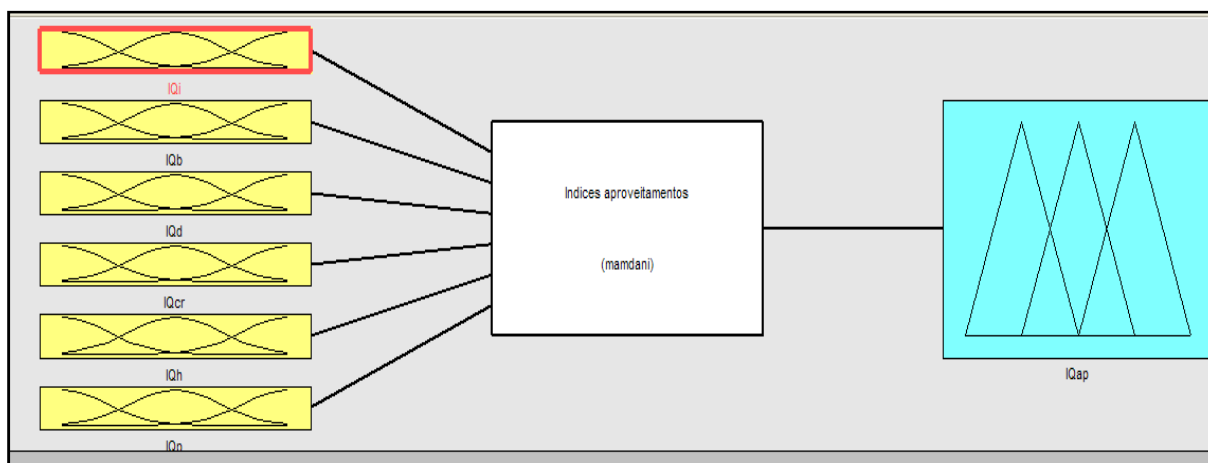 IQi
IQb
IQd
IQcr
IQh
Indices aproveitamentos
(mamdani)
IQap